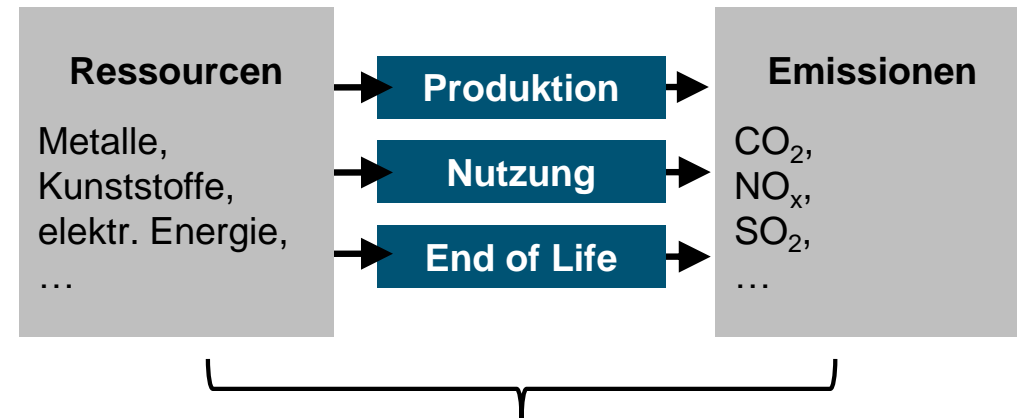 Ressourcen
Metalle,
Kunststoffe,
elektr. Energie,
…
Produktion
Nutzung
End of Life
Emissionen
CO₂,
NOₓ,
SO₂,
…